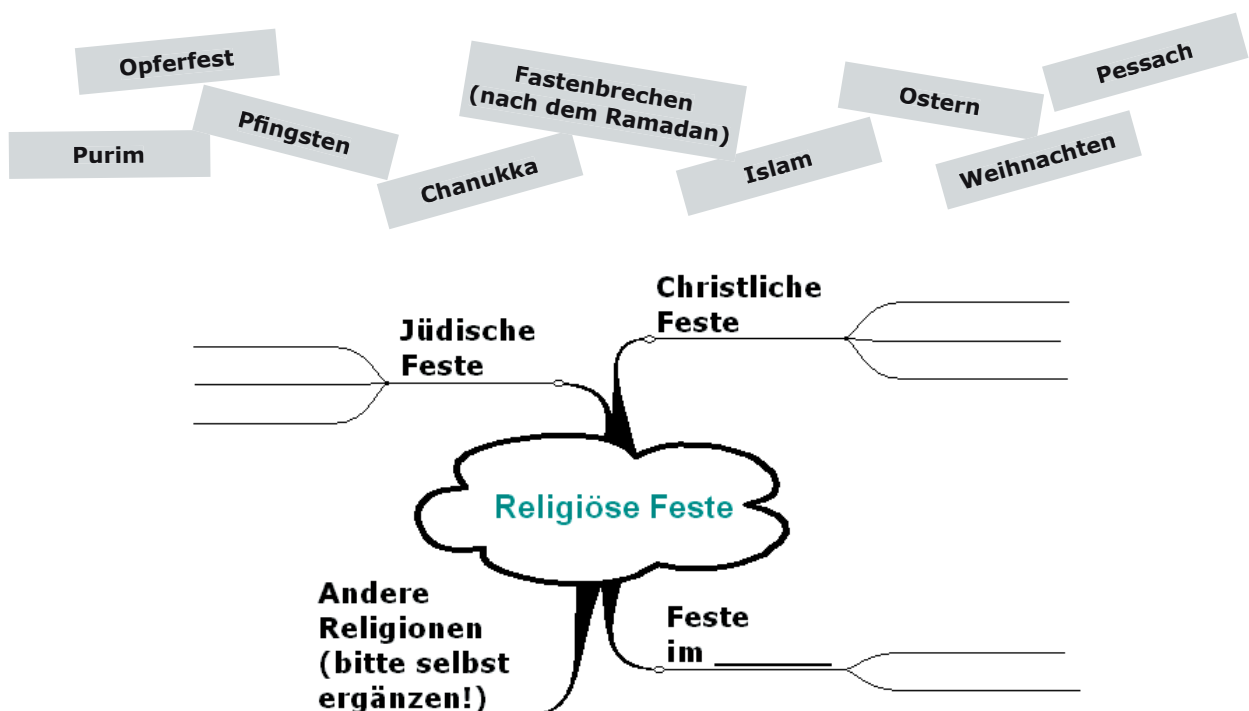 Opferfest
Pfingsten
Purim
Fastenbrechen
(nach dem Ramadan)
Chanukka
Islam
Ostern
Pessach
Weihnachten
Christliche
Feste
Jüdische
Feste
Religiöse Feste
Andere
Religionen
(bitte selbst
ergänzen!)
Feste
im ________